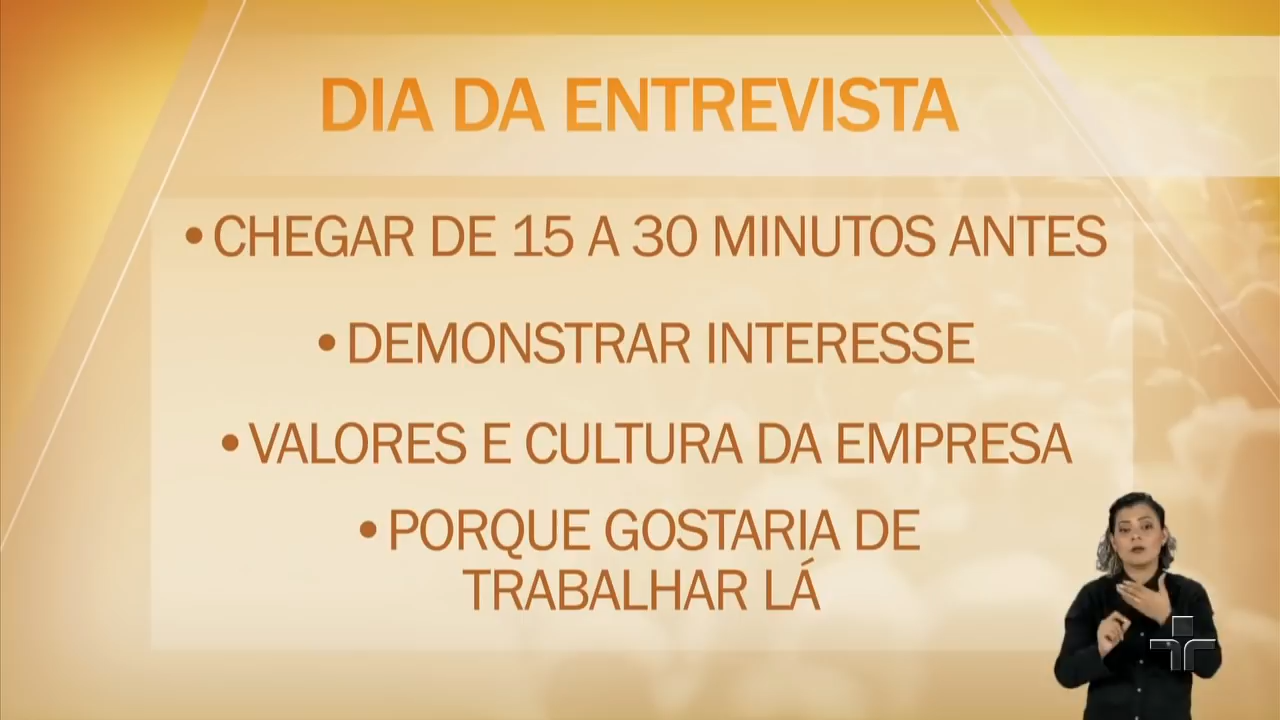 DIA DA ENTREVISTA
• CHEGAR DE 15 A 30 MINUTOS ANTES
• DEMONSTRAR INTERESSE
• VALORES E CULTURA DA EMPRESA
• PORQUE GOSTARIA DE
TRABALHAR LÁ